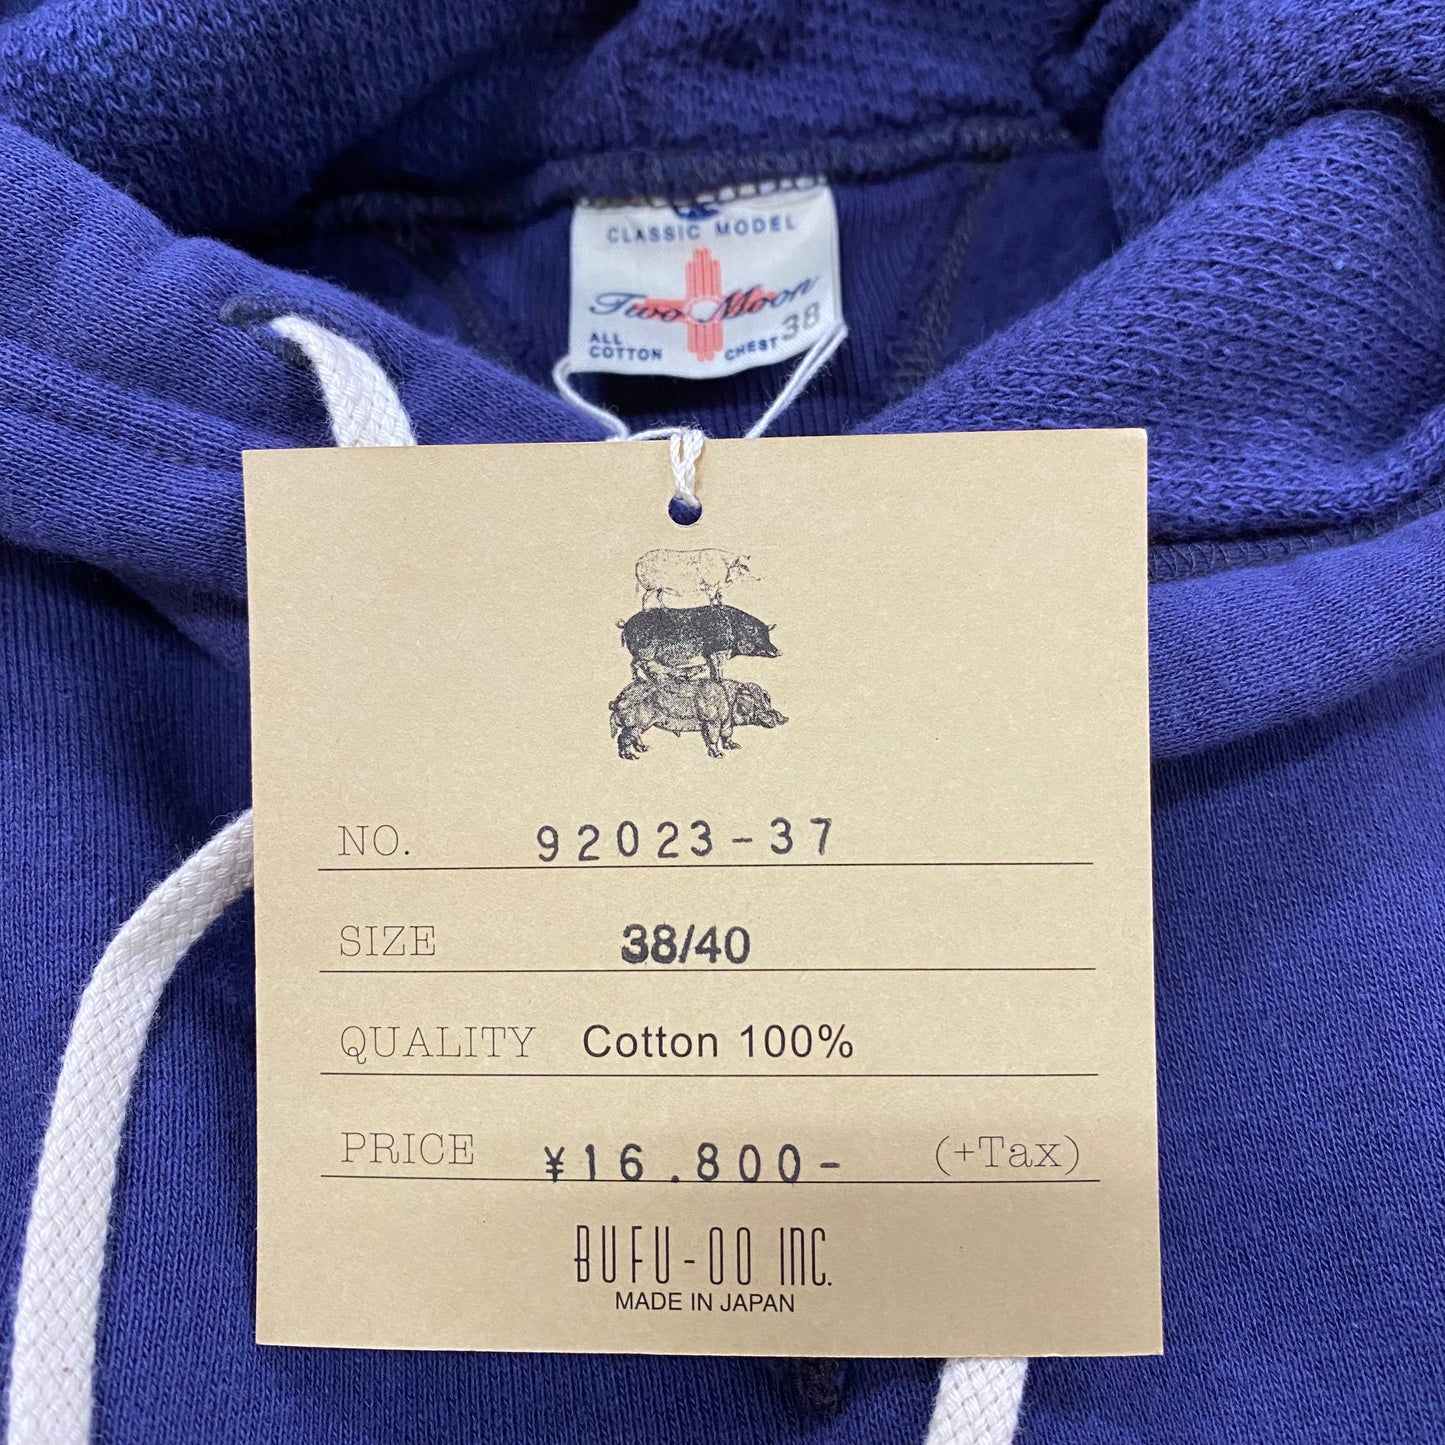 CLASSIC MODEL
Two Moon
ALL COTTON
CHEST 38
NO. 92023-37
SIZE 38/40
QUALITY Cotton 100%
PRICE ¥16.800- (+Tax)
BUFU-OO INC.
MADE IN JAPAN